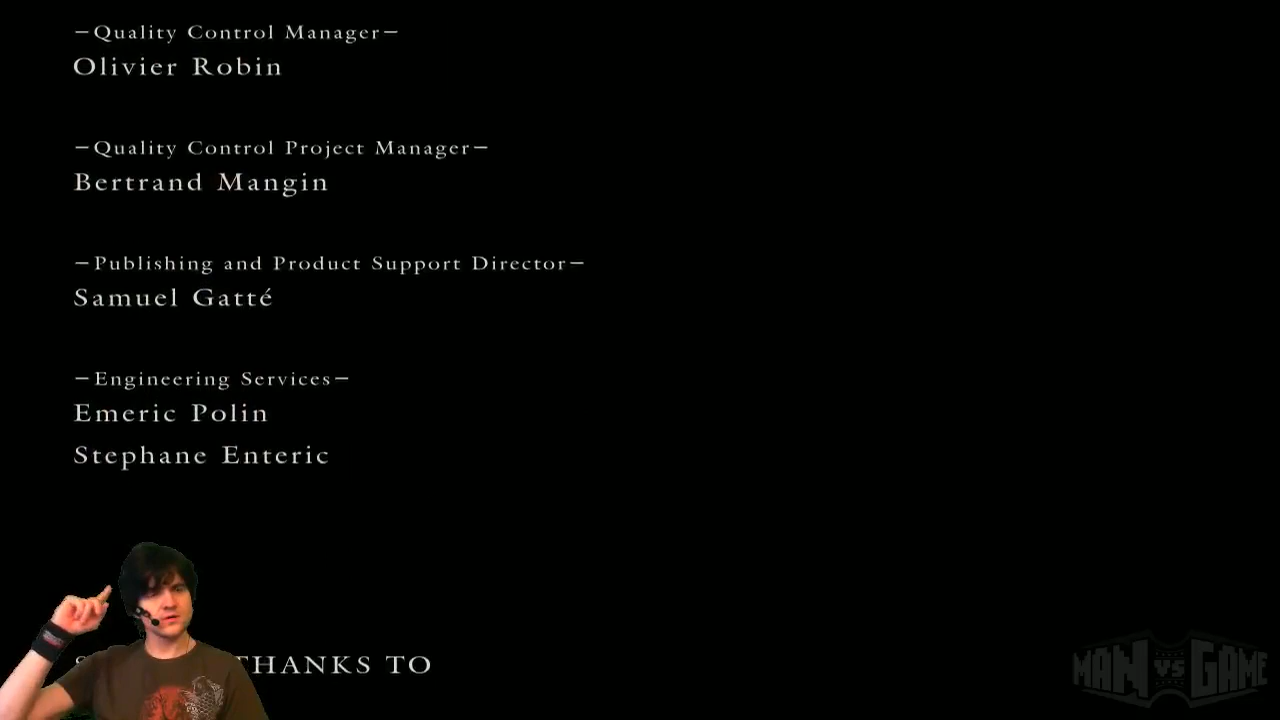 —Quality Control Manager—
Olivier Robin
—Quality Control Project Manager—
Bertrand Mangin
—Publishing and Product Support Director—
Samuel Gatté
—Engineering Services—
Emeric Polin
Stephane Enteric
THANKS TO
MAN VS GAME